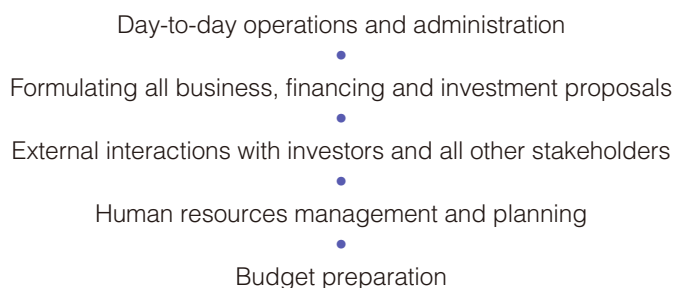 Day-to-day operations and administration
•
Formulating all business, financing and investment proposals
•
External interactions with investors and all other stakeholders
•
Human resources management and planning
•
Budget preparation